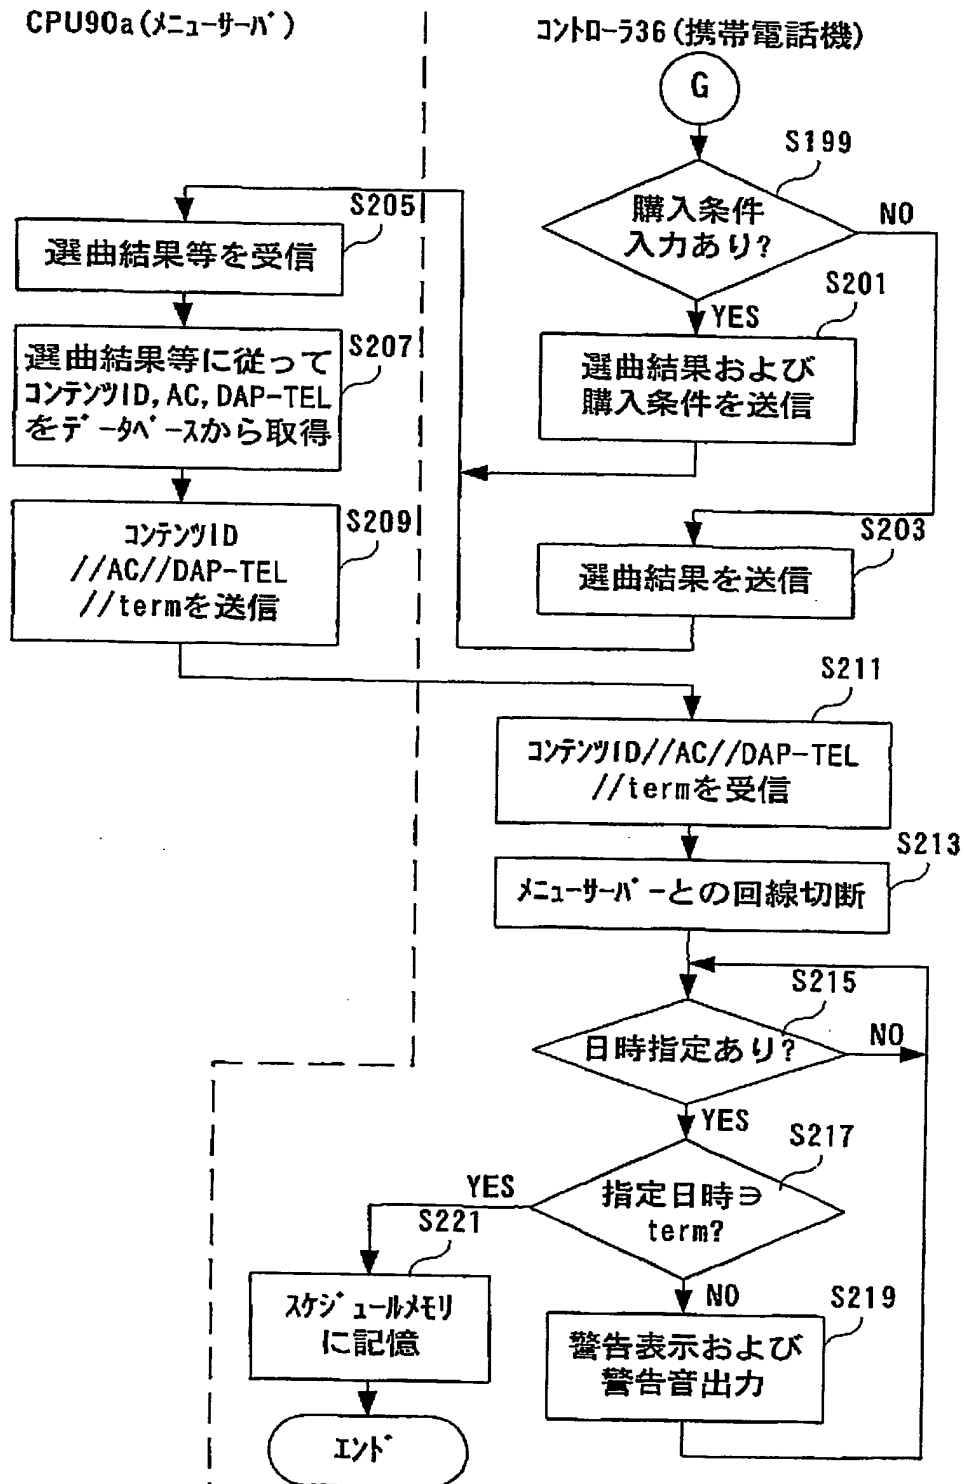 CPU90a(メニューサーバ)
コントローラ36(携帯電話機)
G
S199
購入条件
入力あり?
NO
YES
S201
選曲結果および
購入条件を送信
S203
選曲結果を送信
S205
選曲結果等を受信
S207
選曲結果等に従って
コンテンツID,AC,DAP-TEL
をデータベースから取得
S209
コンテンツID
//AC//DAP-TEL
//termを送信
S211
コンテンツID//AC//DAP-TEL
//termを受信
S213
メニューサーバーとの回線切断
S215
日時指定あり?
NO
YES
S217
指定日時∋
term?
YES
NO
S219
警告表示および
警告音出力
S221
スケジュールメモリ
に記憶
エンド